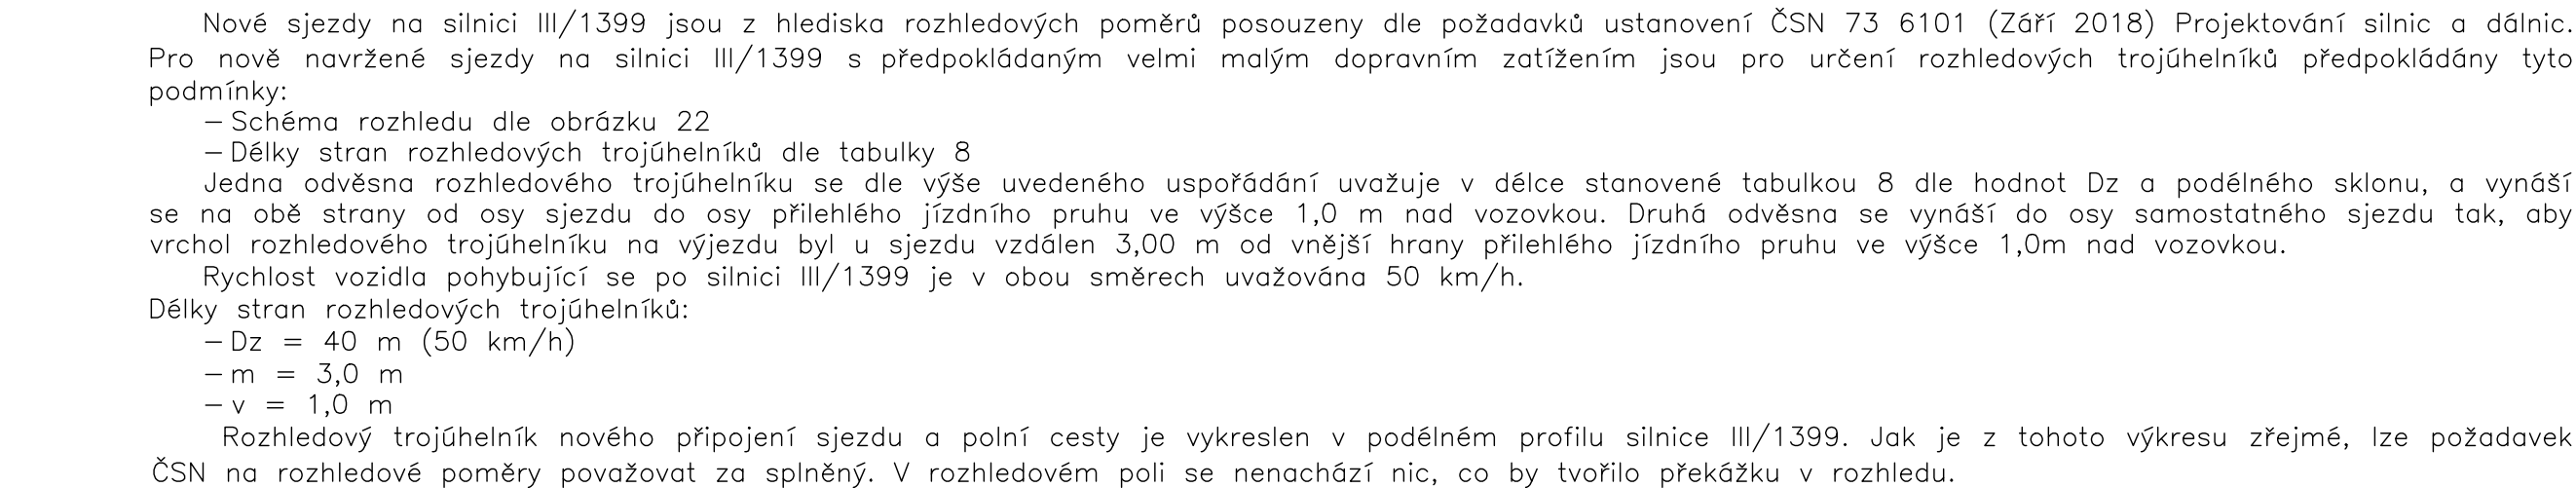 Nové sjezdy na silnici III/1399 jsou z hlediska rozhledových poměrů posouzeny dle požadavků ustanovení ČSN 73 6101 (Září 2018) Projektování silnic a dálnic.
Pro nově navržené sjezdy na silnici III/1399 s předpokládaným velmi malým dopravním zatížením jsou pro určení rozhledových trojúhelníků předpokládány tyto
podmínky:
– Schéma rozhledu dle obrázku 22
– Délky stran rozhledových trojúhelníků dle tabulky 8
Jedna odvěsna rozhledového trojúhelníku se dle výše uvedeného uspořádání uvažuje v délce stanovené tabulkou 8 dle hodnot Dz a podélného sklonu, a vynáší
se na obě strany od osy sjezdu do osy přilehlého jízdního pruhu ve výšce 1,0 m nad vozovkou. Druhá odvěsna se vynáší do osy samostatného sjezdu tak, aby
vrchol rozhledového trojúhelníku na výjezdu byl u sjezdu vzdálen 3,00 m od vnější hrany přilehlého jízdního pruhu ve výšce 1,0m nad vozovkou.
Rychlost vozidla pohybující se po silnici III/1399 je v obou směrech uvažována 50 km/h.
Délky stran rozhledových trojúhelníků:
– Dz = 40 m (50 km/h)
– m = 3,0 m
– v = 1,0 m
Rozhledový trojúhelník nového připojení sjezdu a polní cesty je vykreslen v podélném profilu silnice III/1399. Jak je z tohoto výkresu zřejmé, lze požadavek
ČSN na rozhledové poměry považovat za splněný. V rozhledovém poli se nenachází nic, co by tvořilo překážku v rozhledu.